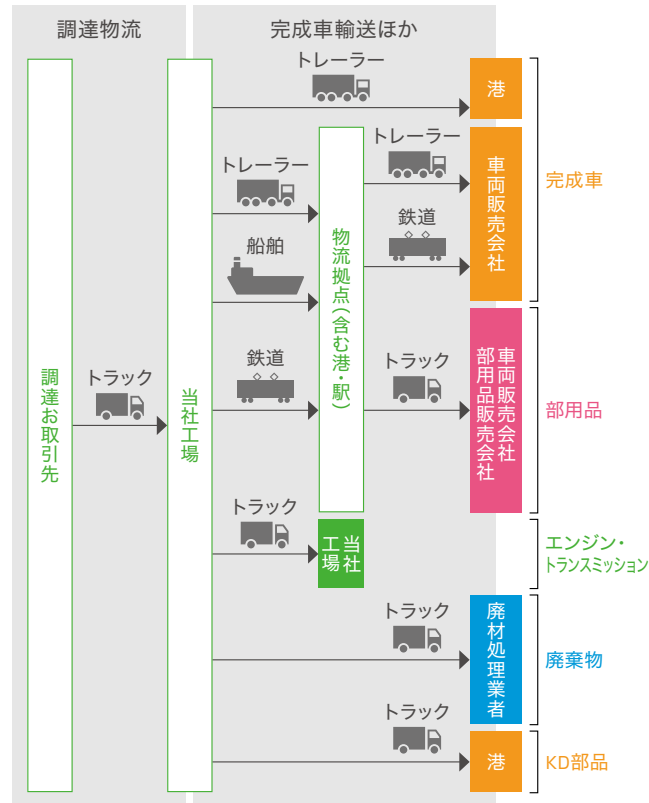 調達物流
完成車輸送ほか
トレーラー
港
トレーラー
トレーラー
車両販売会社
完成車
鉄道
船舶
物流拠点(含む港・駅)
調達お取引先
トラック
当社工場
鉄道
トラック
車両販売会社
部用品販売会社
部用品
トラック
当社
工場
エンジン・
トランスミッション
トラック
廃材処理業者
廃棄物
トラック
港
KD部品